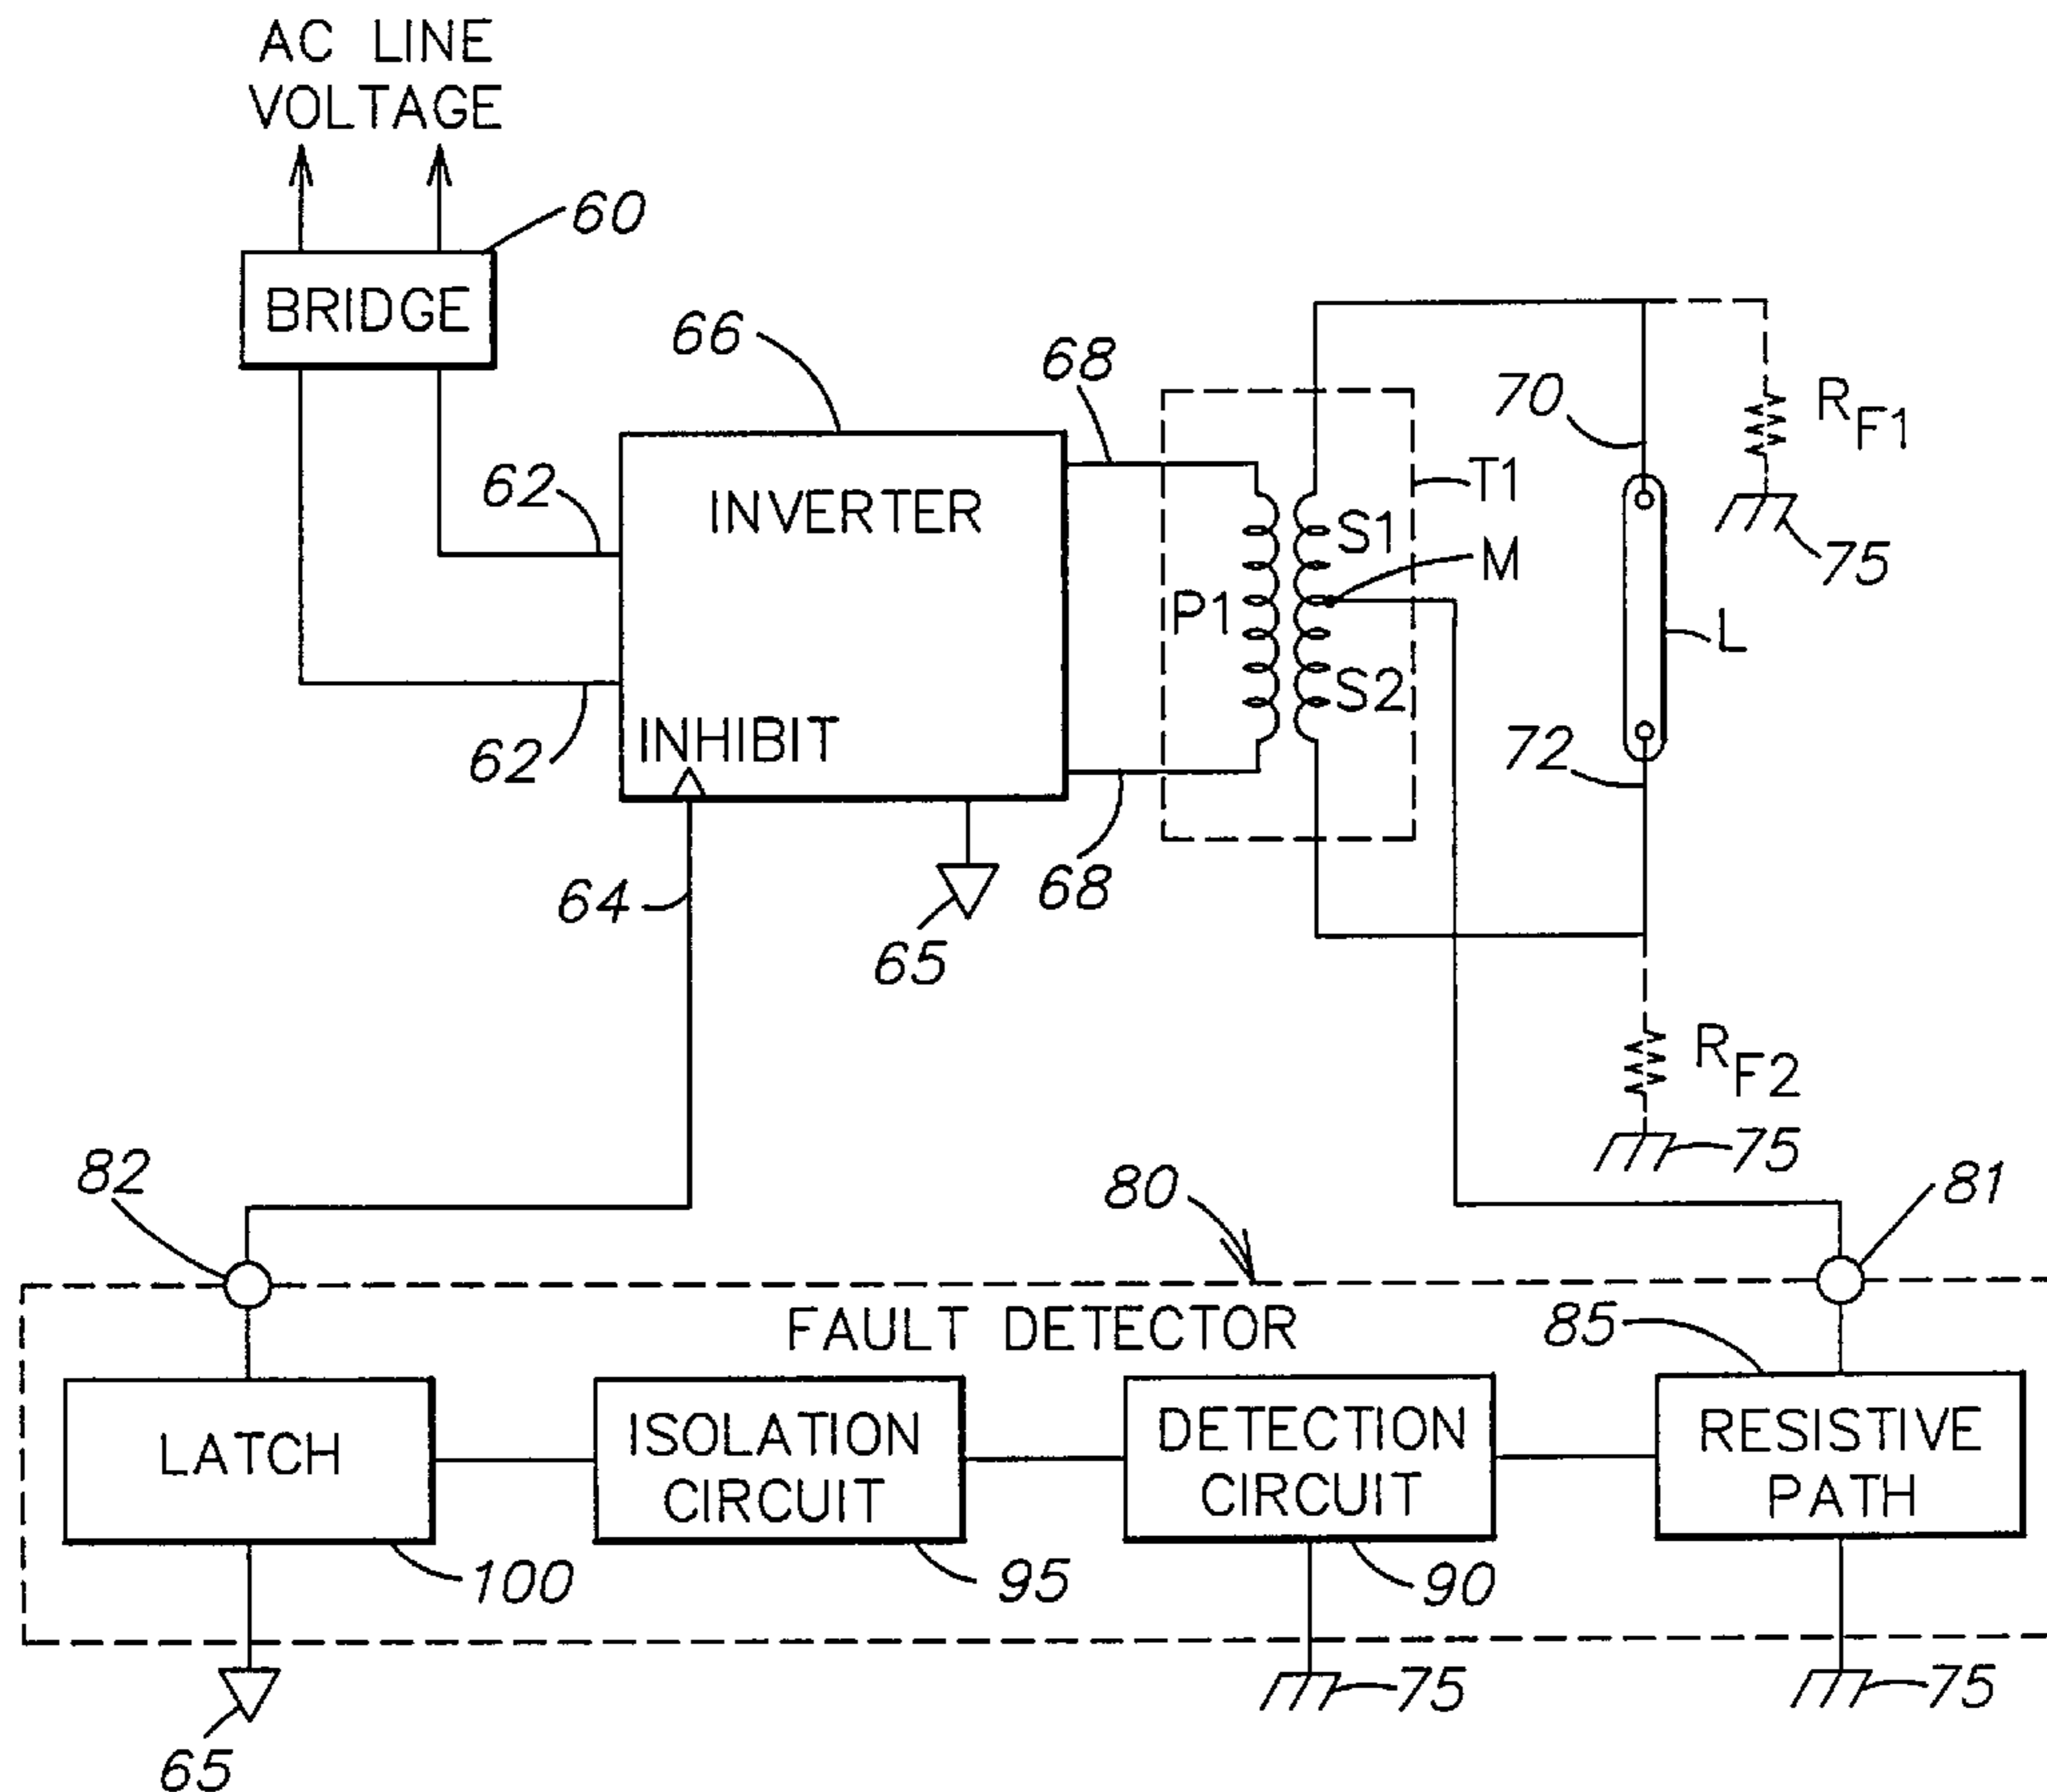 AC LINE
VOLTAGE
60
BRIDGE
66
68
70
R F1
62
INVERTER
T1
S1
M
75
P1
L
62
INHIBIT
S2
72
64
65
68
R F2
75
82
80
81
FAULT DETECTOR
85
LATCH
ISOLATION
CIRCUIT
DETECTION
CIRCUIT
RESISTIVE
PATH
100
95
90
65
75
75